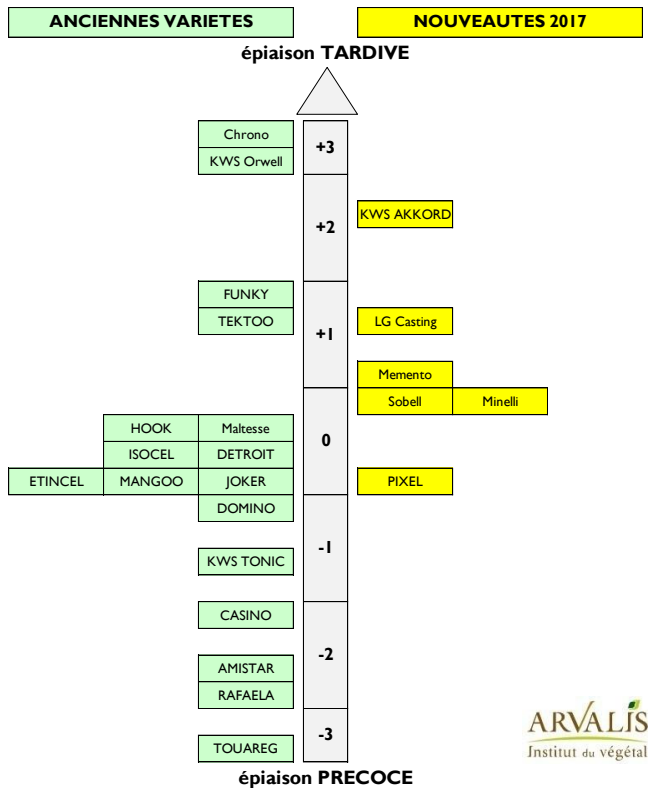 ANCIENNES VARIETES NOUVEAUTES 2017
épiaison TARDIVE
Chrono
KWS Orwell
+3
KWS AKKORD
+2
FUNKY
TEKTOO LG Casting
+1
Memento
Sobell Minelli
HOOK Maltesse
0
ISOCEL DETROIT
ETINCEL MANGOO JOKER PIXEL
DOMINO
-1
KWS TONIC
CASINO
-2
AMISTAR
RAFAELA
-3
TOUAREG
épiaison PRECOCE
ARVALIS
Institut du végétal